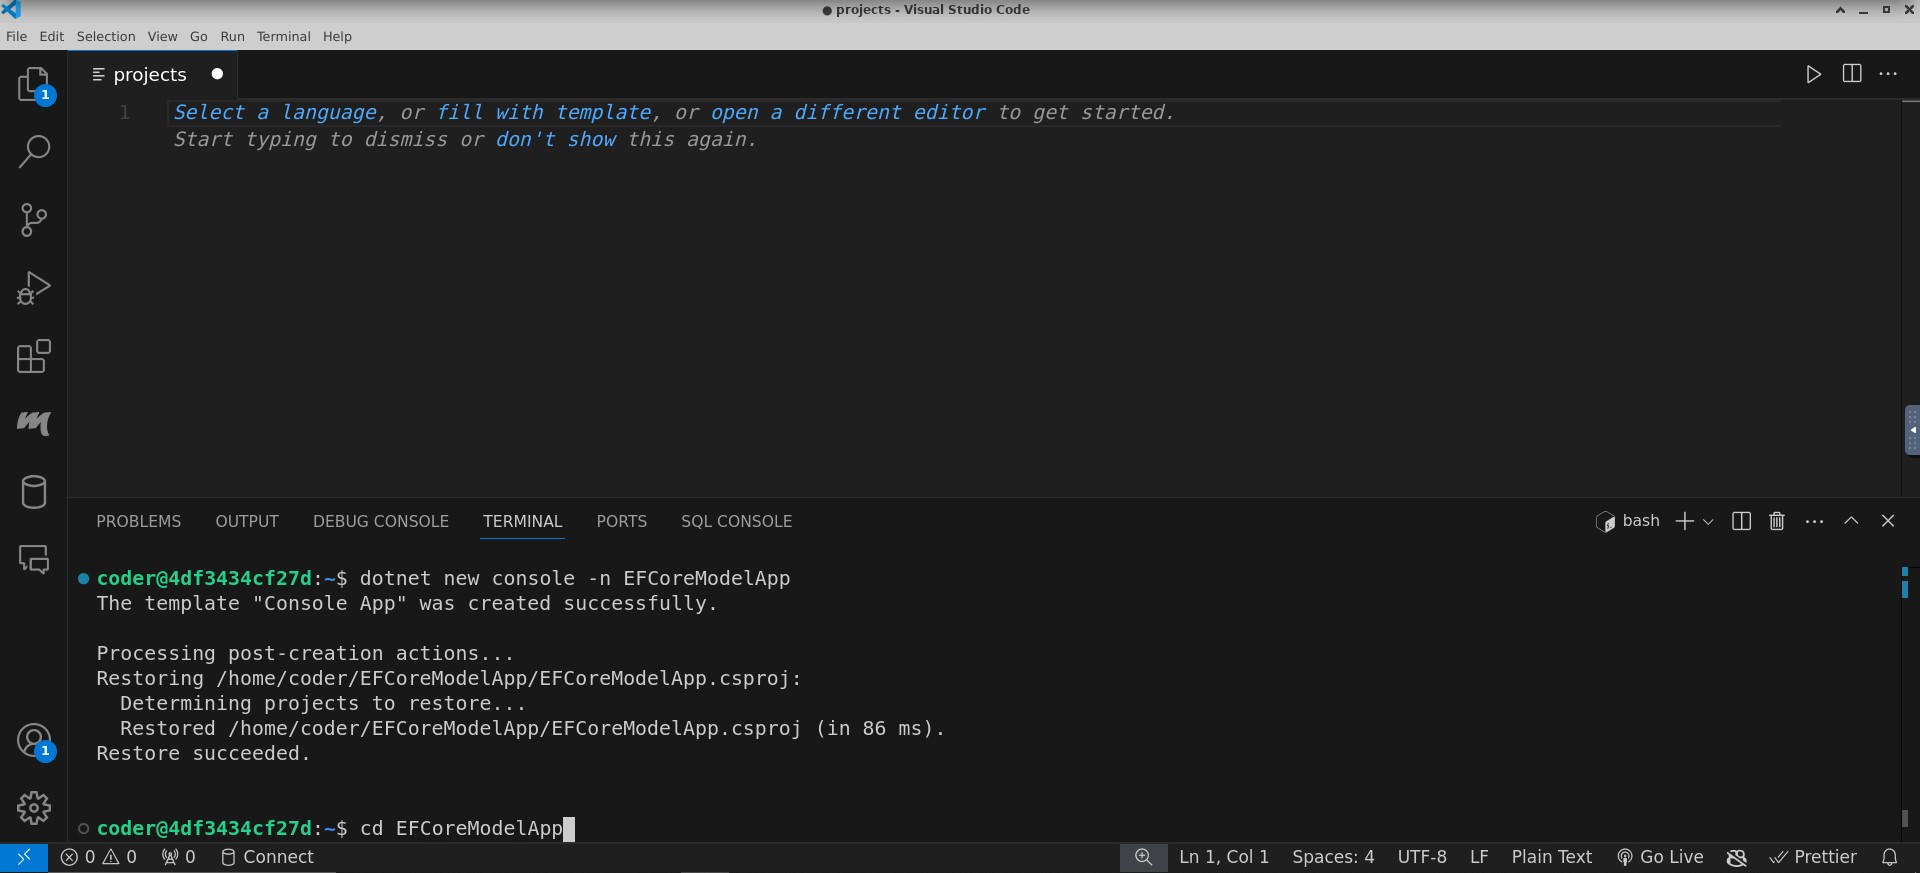 ● projects - Visual Studio Code
File Edit Selection View Go Run Terminal Help
projects
1
1 Select a language, or fill with template, or open a different editor to get started.
Start typing to dismiss or don't show this again.
PROBLEMS OUTPUT DEBUG CONSOLE TERMINAL PORTS SQL CONSOLE bash
coder@4df3434cf27d:~$ dotnet new console -n EFCoreModelApp
The template "Console App" was created successfully.
Processing post-creation actions...
Restoring /home/coder/EFCoreModelApp/EFCoreModelApp.csproj:
Determining projects to restore...
Restored /home/coder/EFCoreModelApp/EFCoreModelApp.csproj (in 86 ms).
Restore succeeded.
1
coder@4df3434cf27d:~$ cd EFCoreModelApp
0 0 0 Connect Ln 1, Col 1 Spaces: 4 UTF-8 LF Plain Text Go Live Prettier